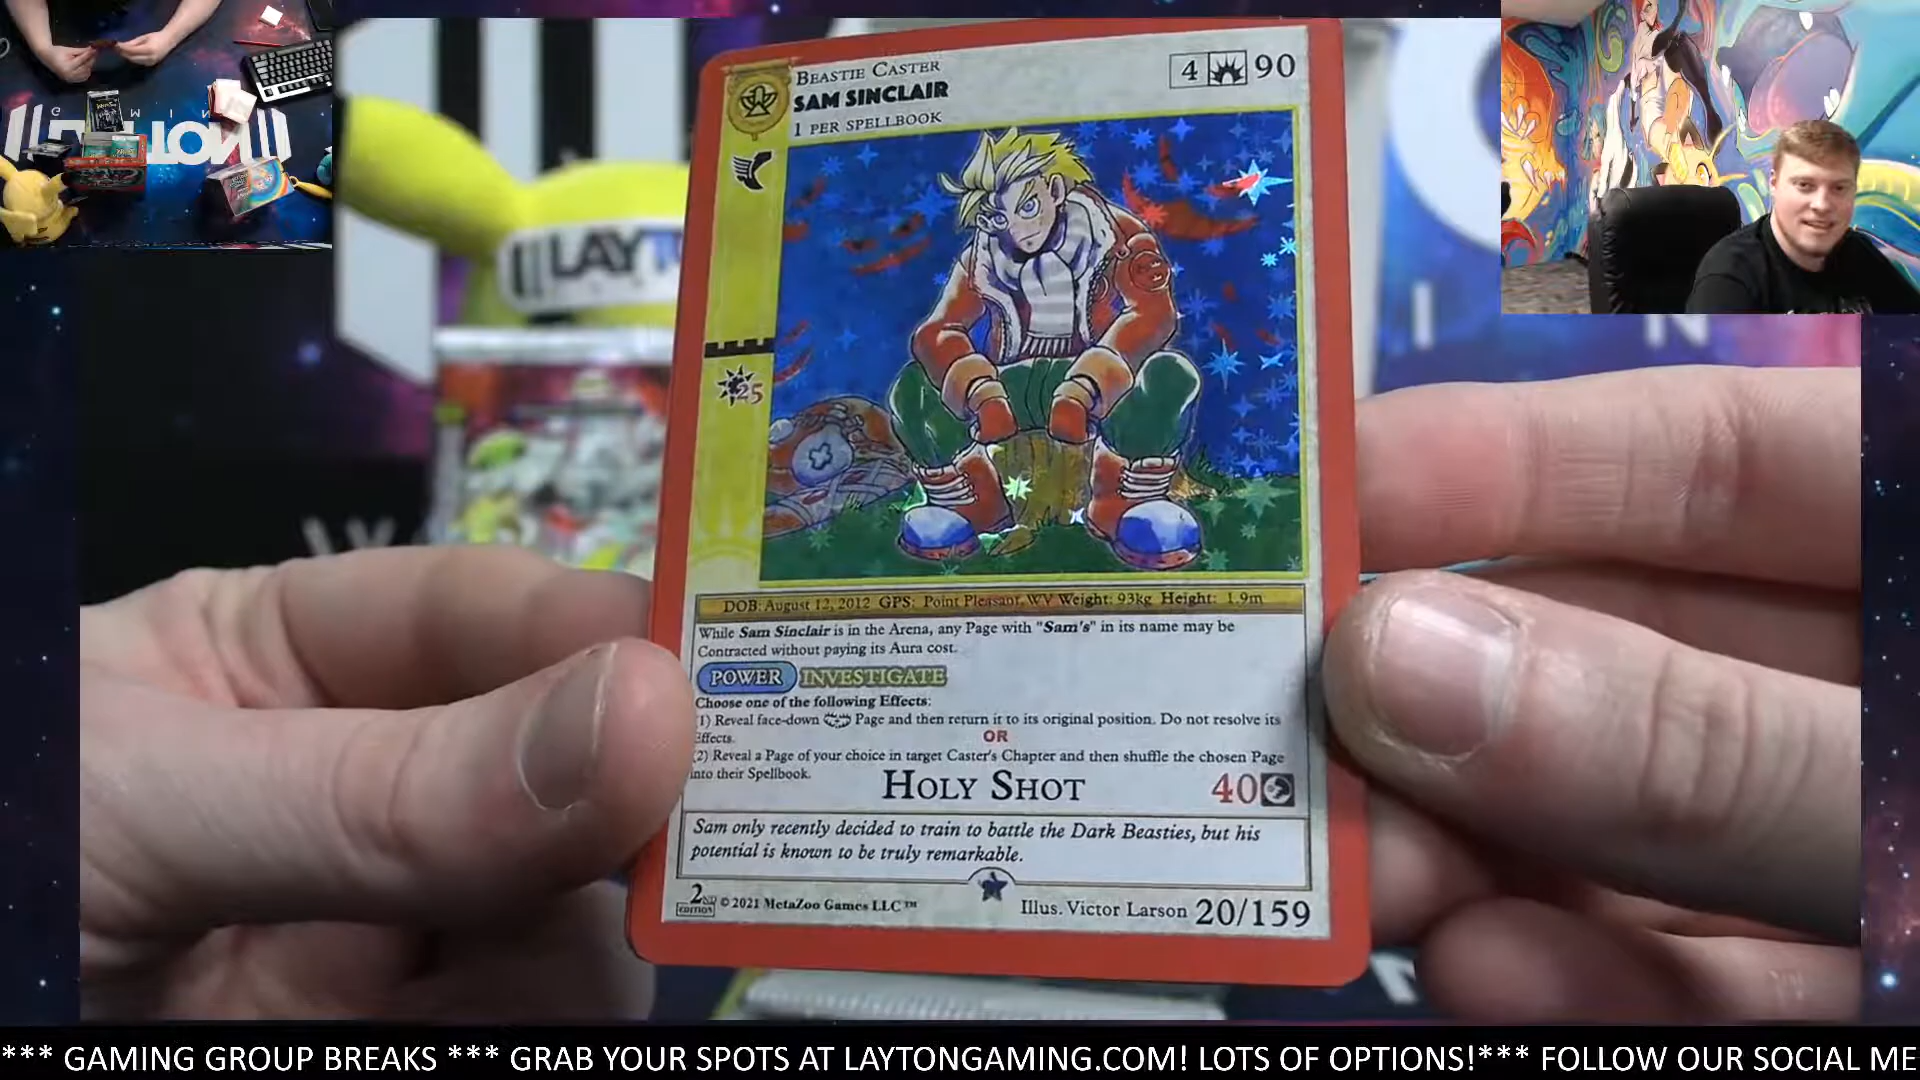 BEASTIE CASTER
SAM SINCLAIR
1 PER SPELLBOOK
4 90
25
DOB: August 12, 2012 GPS: Point Pleasant, WV Weight: 93kg Height: 1.9m
While Sam Sinclair is in the Arena, any Page with "Sam's" in its name may be
Contracted without paying its Aura cost.
POWER INVESTIGATE
Choose one of the following Effects:
(1) Reveal face-down Page and then return it to its original position. Do not resolve its
Effects.
OR
(2) Reveal a Page of your choice in target Caster's Chapter and then shuffle the chosen Page
into their Spellbook.
HOLY SHOT 40
Sam only recently decided to train to battle the Dark Beasties, but his
potential is known to be truly remarkable.
2ND EDITION © 2021 MetaZoo Games LLC™
Illus. Victor Larson 20/159
LAYT
*** GAMING GROUP BREAKS *** GRAB YOUR SPOTS AT LAYTONGAMING.COM! LOTS OF OPTIONS!*** FOLLOW OUR SOCIAL ME